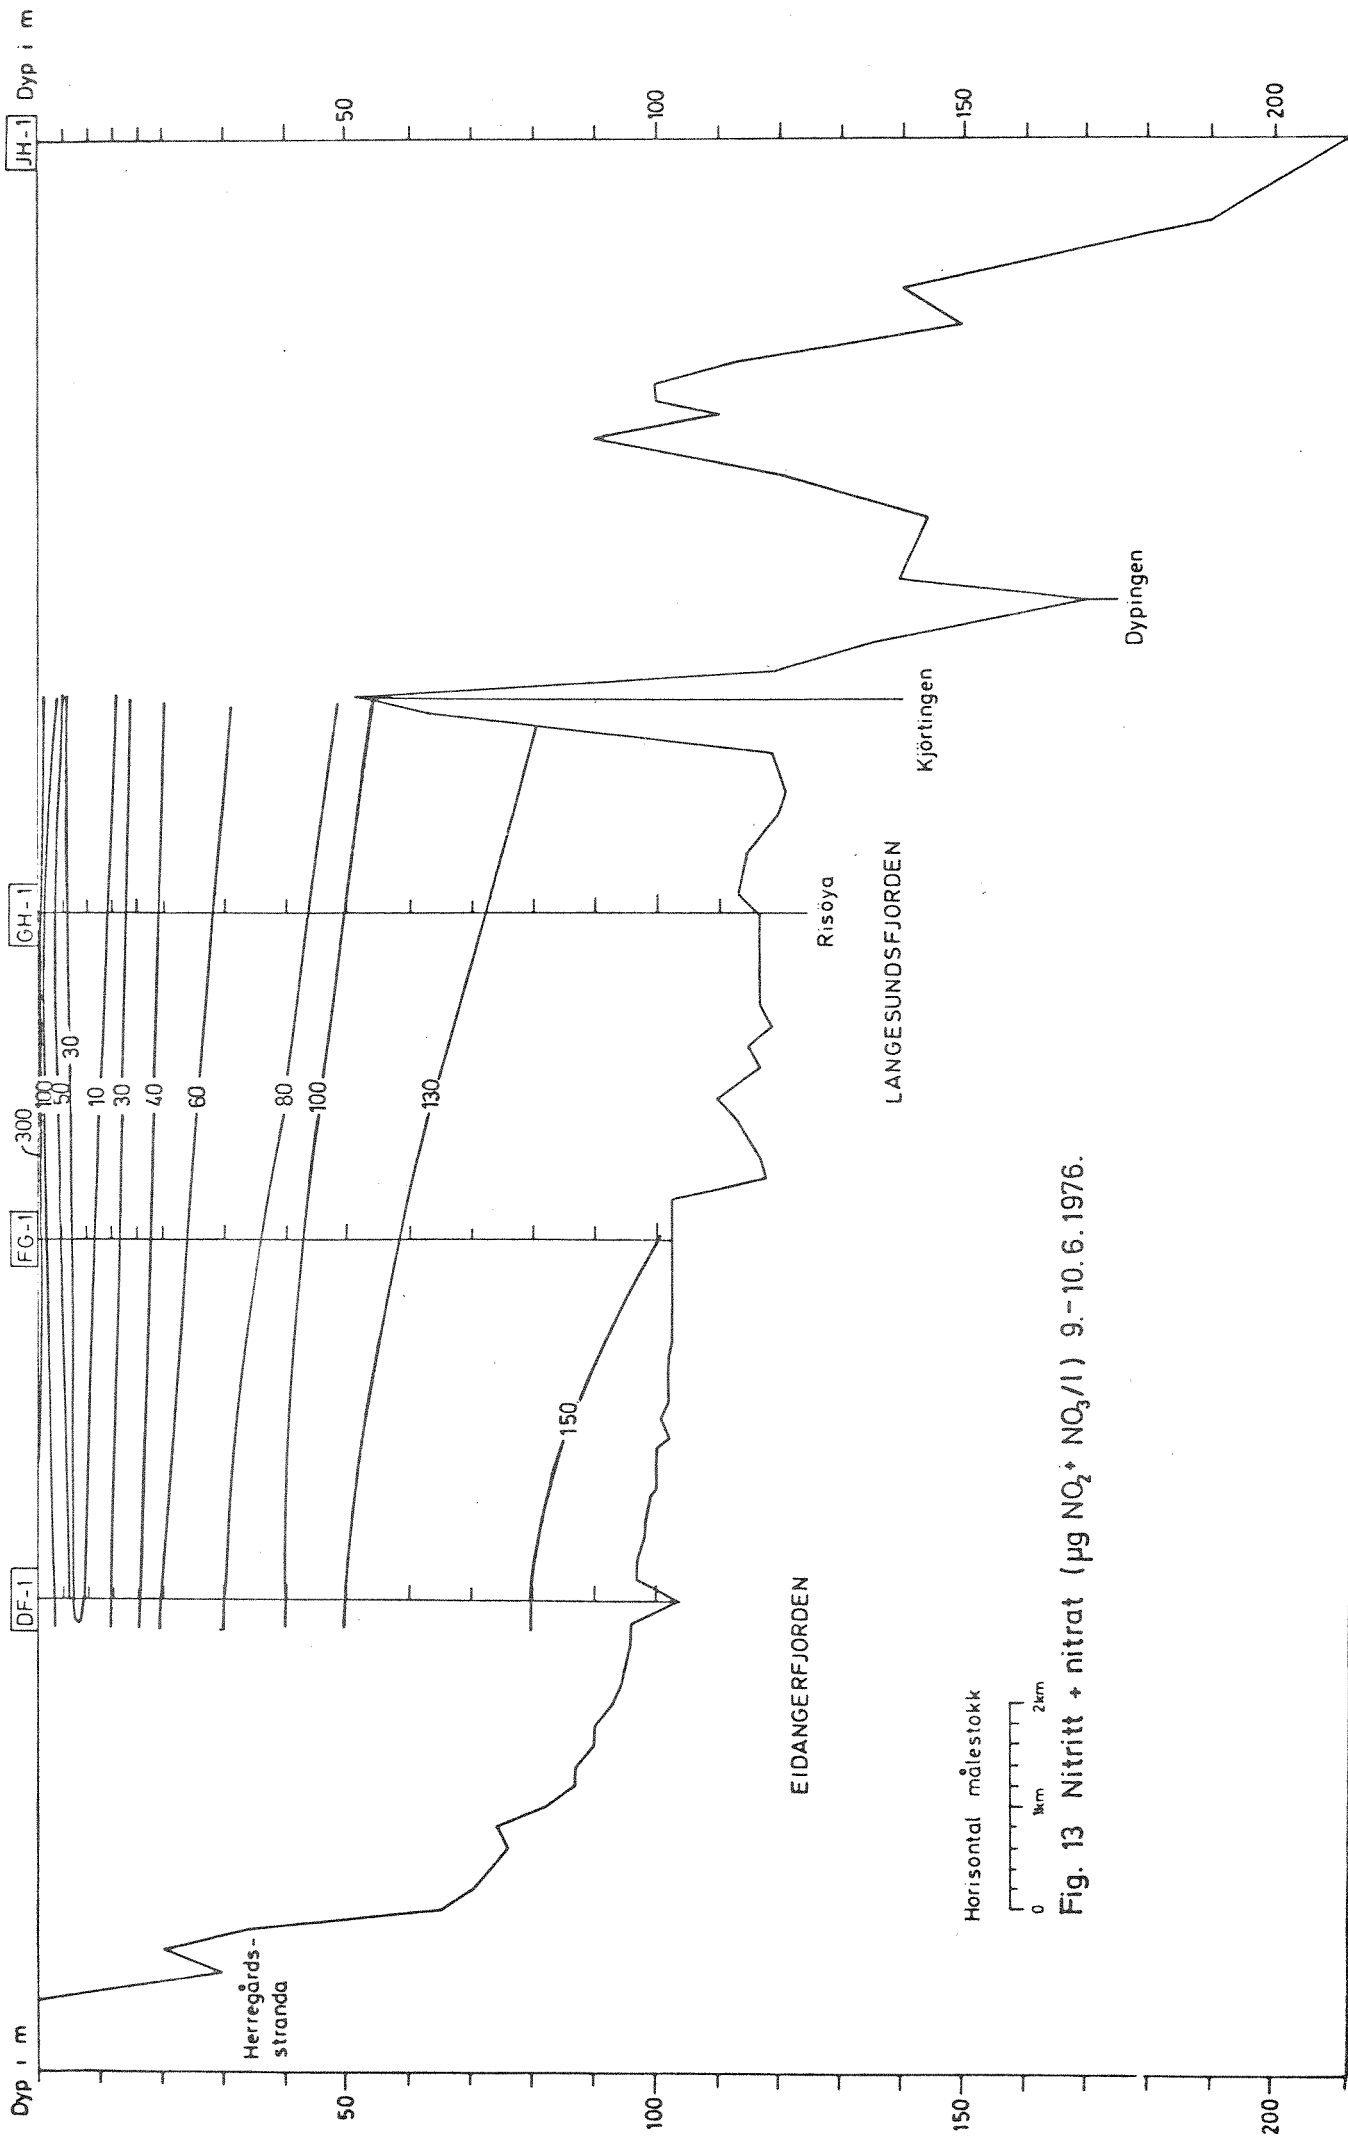 Dyp i m
DF-1
FG-1
GH-1
JH-1
Dyp i m
300
100
50
30
10
30
40
60
80
100
130
150
50
100
150
200
50
100
150
200
Herregårds-
stranda
EIDANGERFJORDEN
LANGESUNDSFJORDEN
Risöya
Kjörtingen
Dypingen
Horisontal målestokk
0 1km 2km
Fig. 13 Nitritt + nitrat (µg NO₂+ NO₃/l) 9.-10.6.1976.